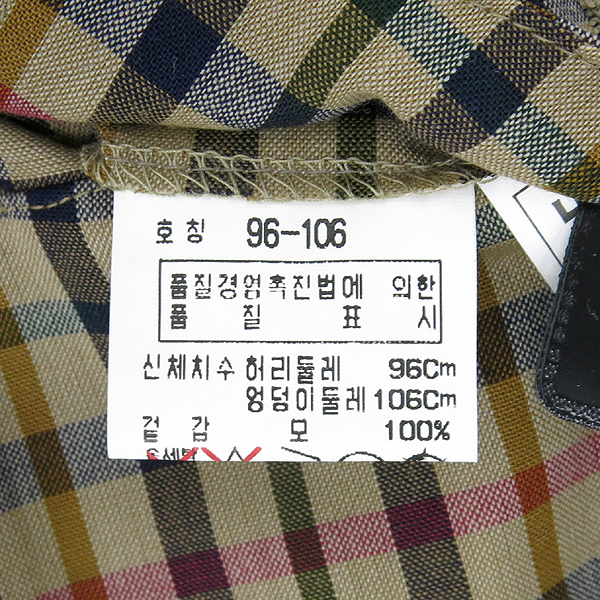 호칭 96-106
품질경영촉진법에 의한
품 질 표 시
신체치수 허리둘레 96Cm
엉덩이둘레 106Cm
겉 감 모 100%